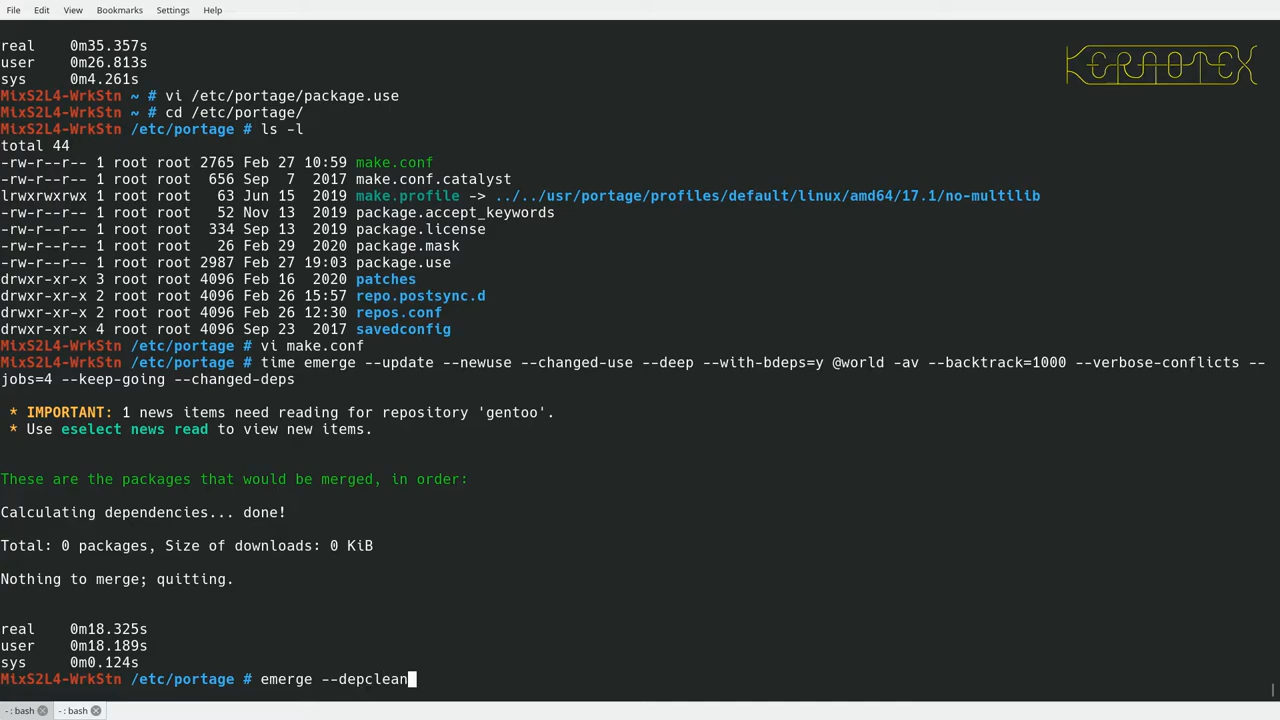 File Edit View Bookmarks Settings Help
KERNOTEX
real    0m35.357s
user    0m26.813s
sys     0m4.261s
MixS2L4-WrkStn ~ # vi /etc/portage/package.use
MixS2L4-WrkStn ~ # cd /etc/portage/
MixS2L4-WrkStn /etc/portage # ls -l
total 44
-rw-r--r-- 1 root root 2765 Feb 27 10:59 make.conf
-rw-r--r-- 1 root root  656 Sep  7  2017 make.conf.catalyst
lrwxrwxrwx 1 root root   63 Jun 15  2019 make.profile -> ../../usr/portage/profiles/default/linux/amd64/17.1/no-multilib
-rw-r--r-- 1 root root   52 Nov 13  2019 package.accept_keywords
-rw-r--r-- 1 root root  334 Sep 13  2019 package.license
-rw-r--r-- 1 root root   26 Feb 29  2020 package.mask
-rw-r--r-- 1 root root 2987 Feb 27 19:03 package.use
drwxr-xr-x 3 root root 4096 Feb 16  2020 patches
drwxr-xr-x 2 root root 4096 Feb 26 15:57 repo.postsync.d
drwxr-xr-x 2 root root 4096 Feb 26 12:30 repos.conf
drwxr-xr-x 4 root root 4096 Sep 23  2017 savedconfig
MixS2L4-WrkStn /etc/portage # vi make.conf
MixS2L4-WrkStn /etc/portage # time emerge --update --newuse --changed-use --deep --with-bdeps=y @world -av --backtrack=1000 --verbose-conflicts --
jobs=4 --keep-going --changed-deps
 * IMPORTANT: 1 news items need reading for repository 'gentoo'.
 * Use eselect news read to view new items.
These are the packages that would be merged, in order:
Calculating dependencies... done!
Total: 0 packages, Size of downloads: 0 KiB
Nothing to merge; quitting.
real    0m18.325s
user    0m18.189s
sys     0m0.124s
MixS2L4-WrkStn /etc/portage # emerge --depclean
- : bash - : bash